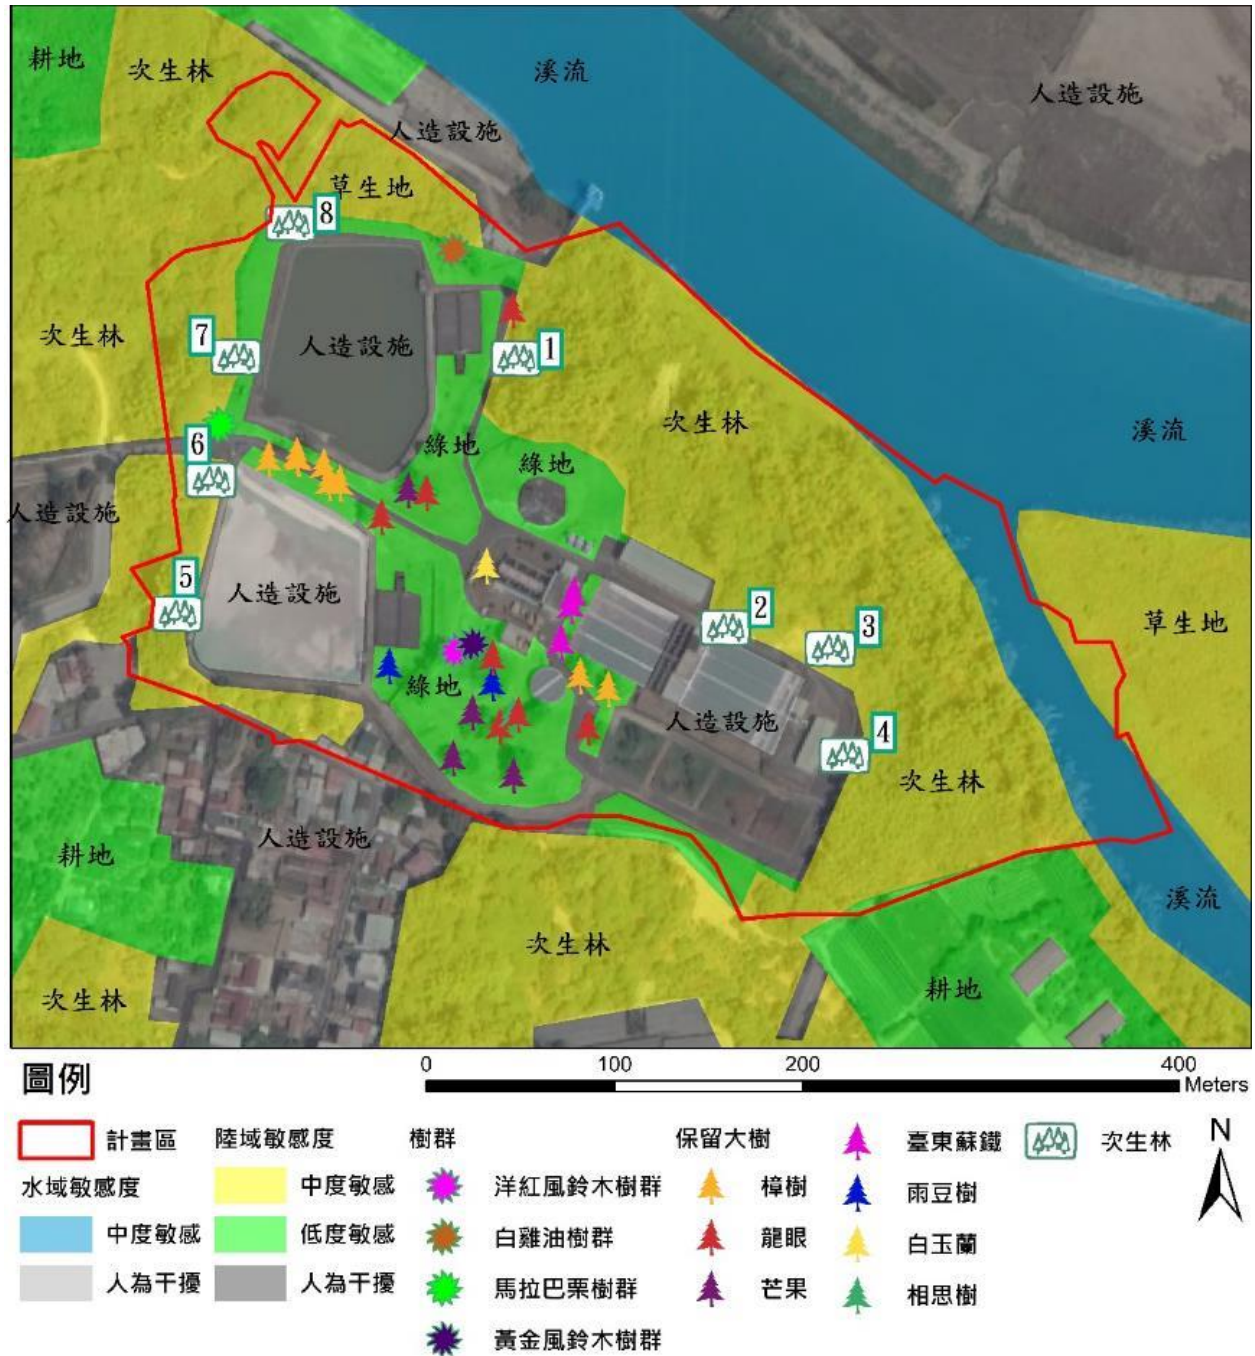 耕地
次生林
溪流
人造設施
人造設施
草生地
8
次生林
7
人造設施
1
次生林
溪流
綠地
綠地
6
人造設施
5
人造設施
2
3
草生地
綠地
人造設施
4
次生林
人造設施
耕地
溪流
次生林
耕地
次生林
圖例
0
100
200
400
Meters
計畫區
陸域敏感度
樹群
保留大樹
臺東蘇鐵
次生林
N
水域敏感度
中度敏感
洋紅風鈴木樹群
樟樹
雨豆樹
中度敏感
低度敏感
白雞油樹群
龍眼
白玉蘭
人為干擾
人為干擾
馬拉巴栗樹群
芒果
相思樹
黃金風鈴木樹群